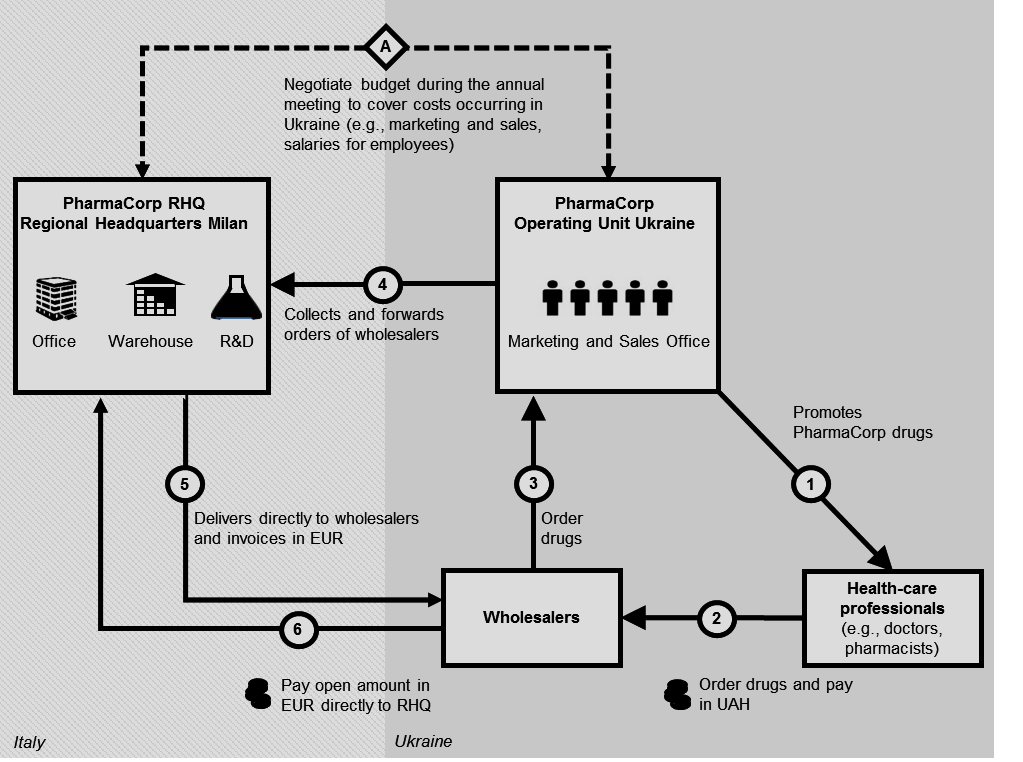 A
Negotiate budget during the annual
meeting to cover costs occurring in
Ukraine (e.g., marketing and sales,
salaries for employees)
PharmaCorp RHQ
Regional Headquarters Milan
Office
Warehouse
R&D
PharmaCorp
Operating Unit Ukraine
Marketing and Sales Office
4
Collects and forwards
orders of wholesalers
Promotes
PharmaCorp drugs
1
3
Order
drugs
5
Delivers directly to wholesalers
and invoices in EUR
Wholesalers
Health-care
professionals
(e.g., doctors,
pharmacists)
2
Order drugs and pay
in UAH
6
Pay open amount in
EUR directly to RHQ
Italy
Ukraine